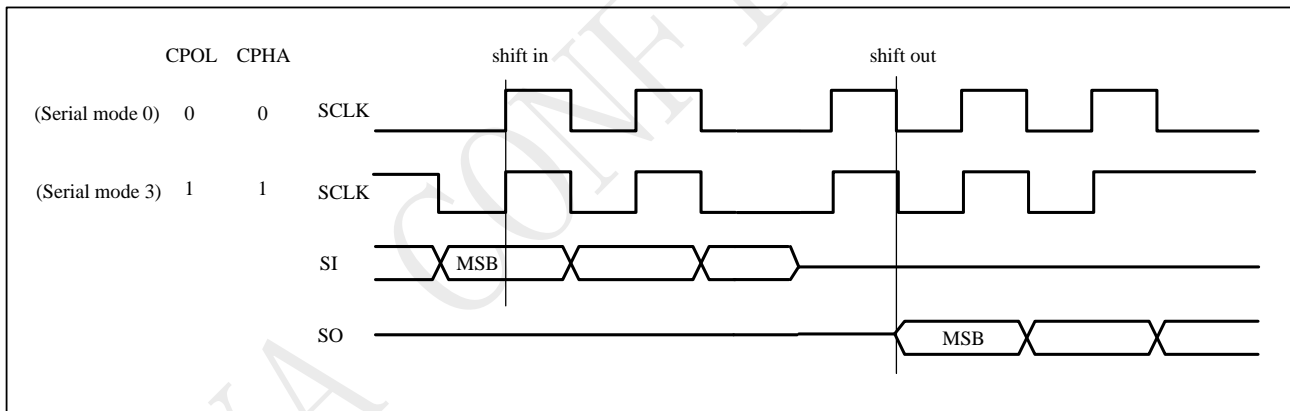 CPOL CPHA shift in shift out
(Serial mode 0) 0 0 SCLK
(Serial mode 3) 1 1 SCLK
SI MSB
SO MSB